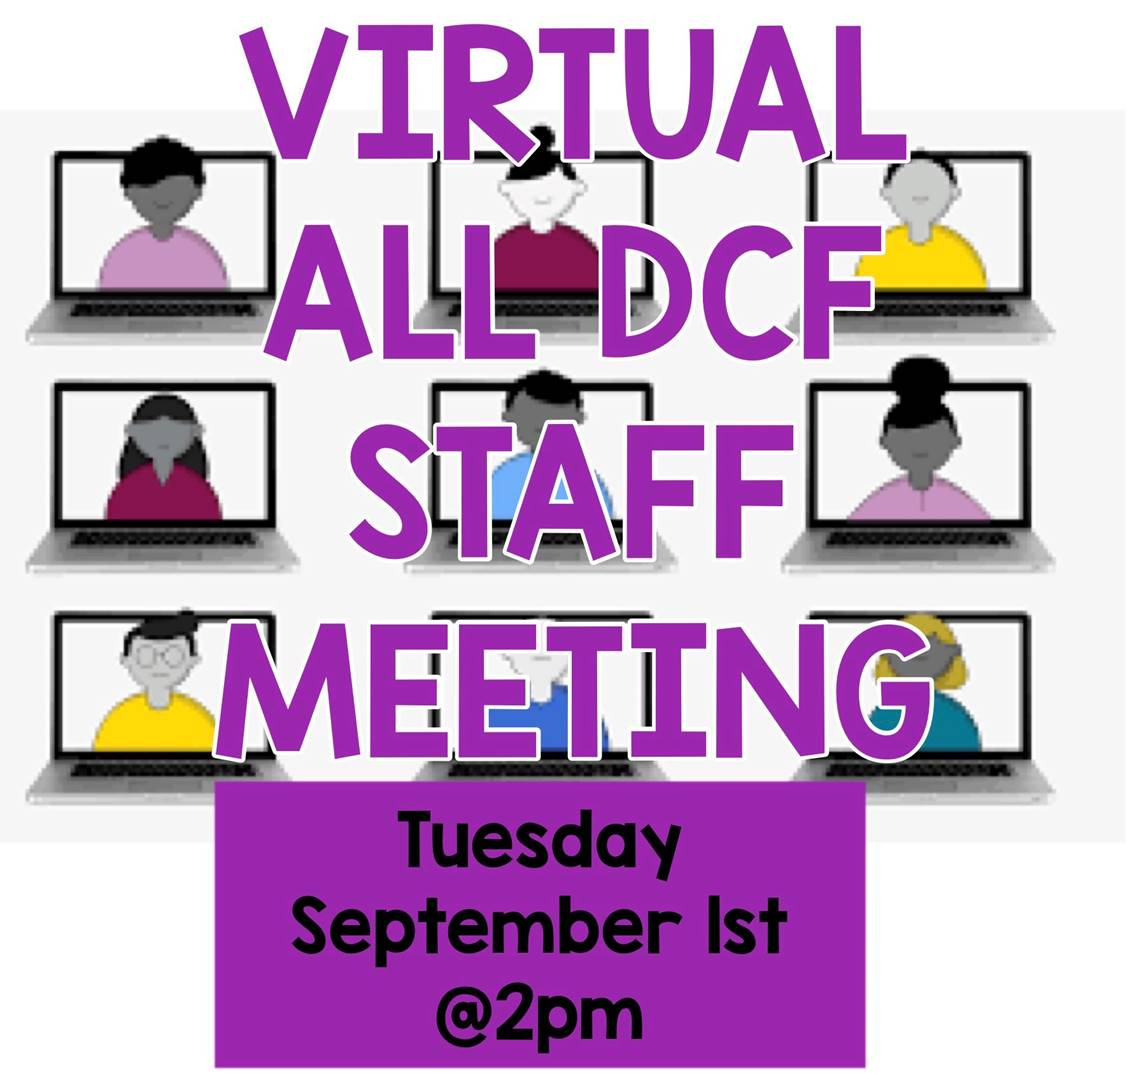 VIRTUAL
ALL DCF
STAFF
MEETING
Tuesday
September 1st
@2pm